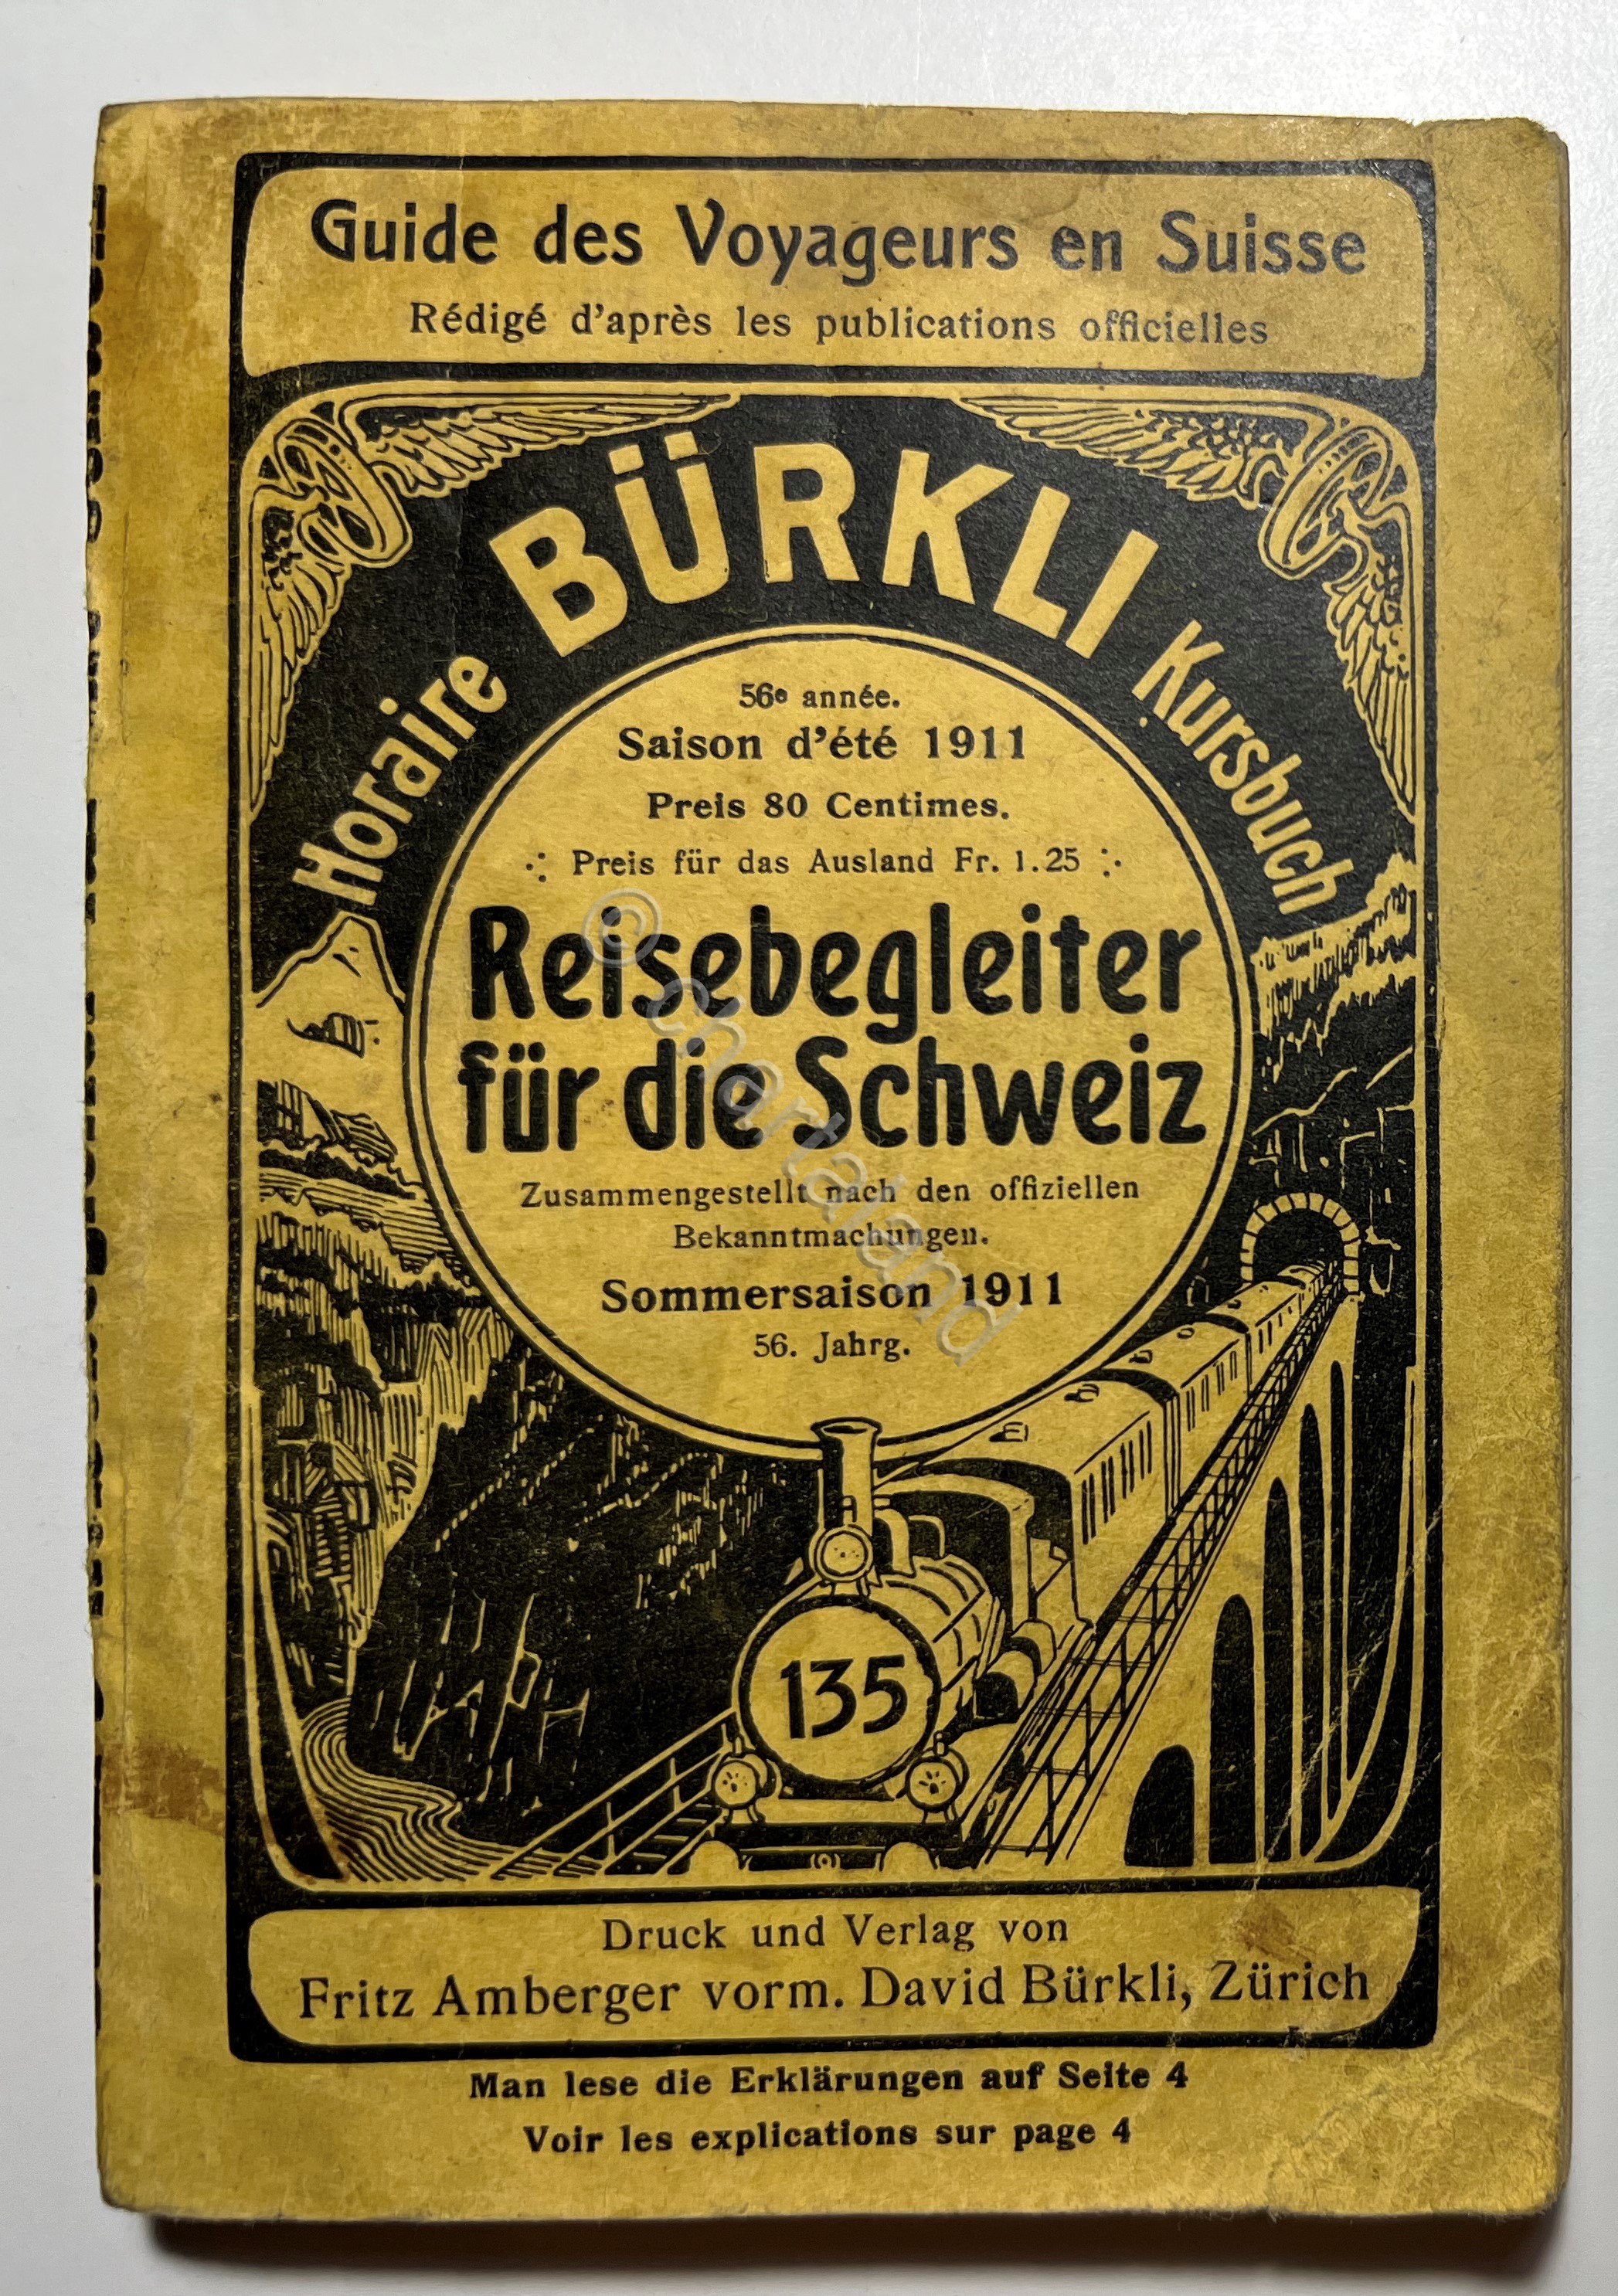 Guide des Voyageurs en Suisse
Rédigé d'après les publications officielles
Horaire BÜRKLI Kursbuch
56e année.
Saison d'été 1911
Preis 80 Centimes.
Preis für das Ausland Fr. 1.25
Reisebegleiter
für die Schweiz
Zusammengestellt nach den offiziellen
Bekanntmachungen.
Sommersaison 1911
56. Jahrg.
135
Druck und Verlag von
Fritz Amberger vorm. David Bürkli, Zürich
Man lese die Erklärungen auf Seite 4
Voir les explications sur page 4
© chartaland